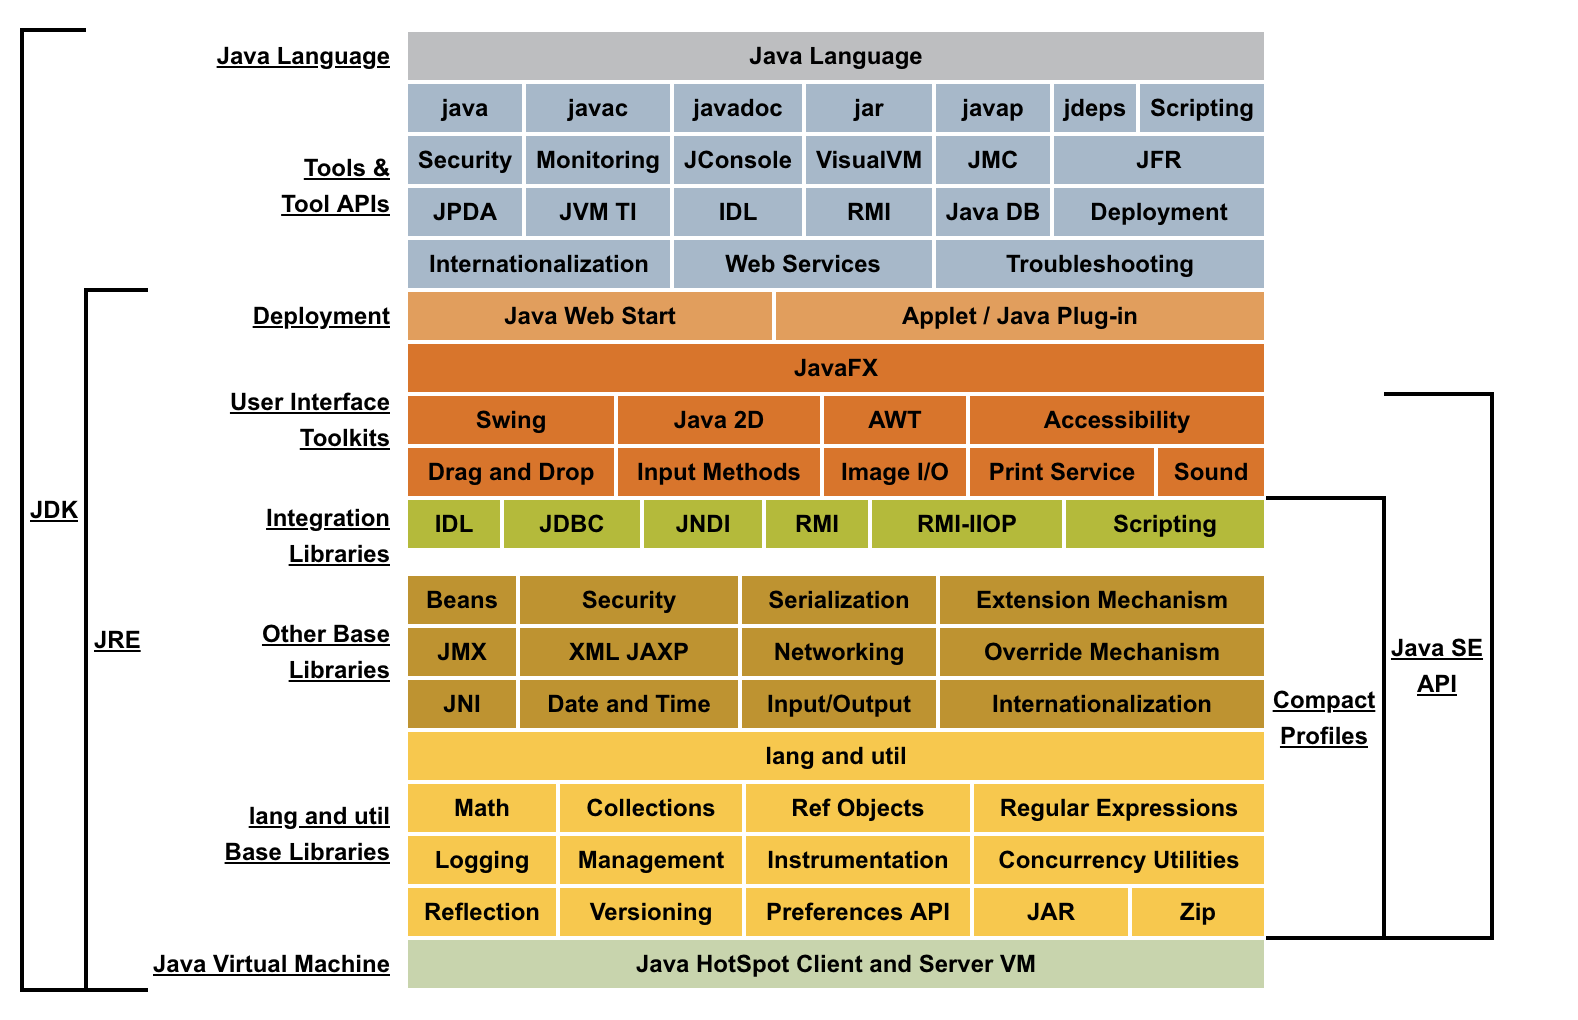 Java Language
Java Language
java javac javadoc jar javap jdeps Scripting
Tools &
Tool APIs
Security Monitoring JConsole VisualVM JMC JFR
JPDA JVM TI IDL RMI Java DB Deployment
Internationalization Web Services Troubleshooting
Deployment
Java Web Start Applet / Java Plug-in
JavaFX
User Interface
Toolkits
Swing Java 2D AWT Accessibility
Drag and Drop Input Methods Image I/O Print Service Sound
JDK
Integration
Libraries
IDL JDBC JNDI RMI RMI-IIOP Scripting
JRE
Other Base
Libraries
Beans Security Serialization Extension Mechanism
JMX XML JAXP Networking Override Mechanism
JNI Date and Time Input/Output Internationalization
Java SE
API
Compact
Profiles
lang and util
lang and util
Base Libraries
Math Collections Ref Objects Regular Expressions
Logging Management Instrumentation Concurrency Utilities
Reflection Versioning Preferences API JAR Zip
Java Virtual Machine
Java HotSpot Client and Server VM